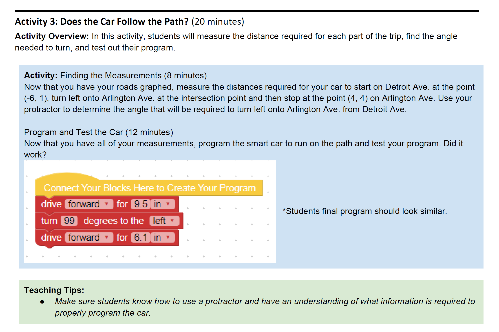 Activity 3: Does the Car Follow the Path? (20 minutes)
Activity Overview: In this activity, students will measure the distance required for each part of the trip, find the angle
needed to turn, and test out their program.
Activity: Finding the Measurements (8 minutes)
Now that you have your roads graphed, measure the distances required for your car to start on Detroit Ave. at the point
(-6, 1), turn left onto Arlington Ave. at the intersection point and then stop at the point (4, 4) on Arlington Ave. Use your
protractor to determine the angle that will be required to turn left onto Arlington Ave. from Detroit Ave.
Program and Test the Car (12 minutes)
Now that you have all of your measurements, program the smart car to run on the path and test your program. Did it
work?
Connect Your Blocks Here to Create Your Program
drive forward for 9.5 in
turn 99 degrees to the left
drive forward for 6.1 in
*Students final program should look similar.
Teaching Tips:
● Make sure students know how to use a protractor and have an understanding of what information is required to
properly program the car.